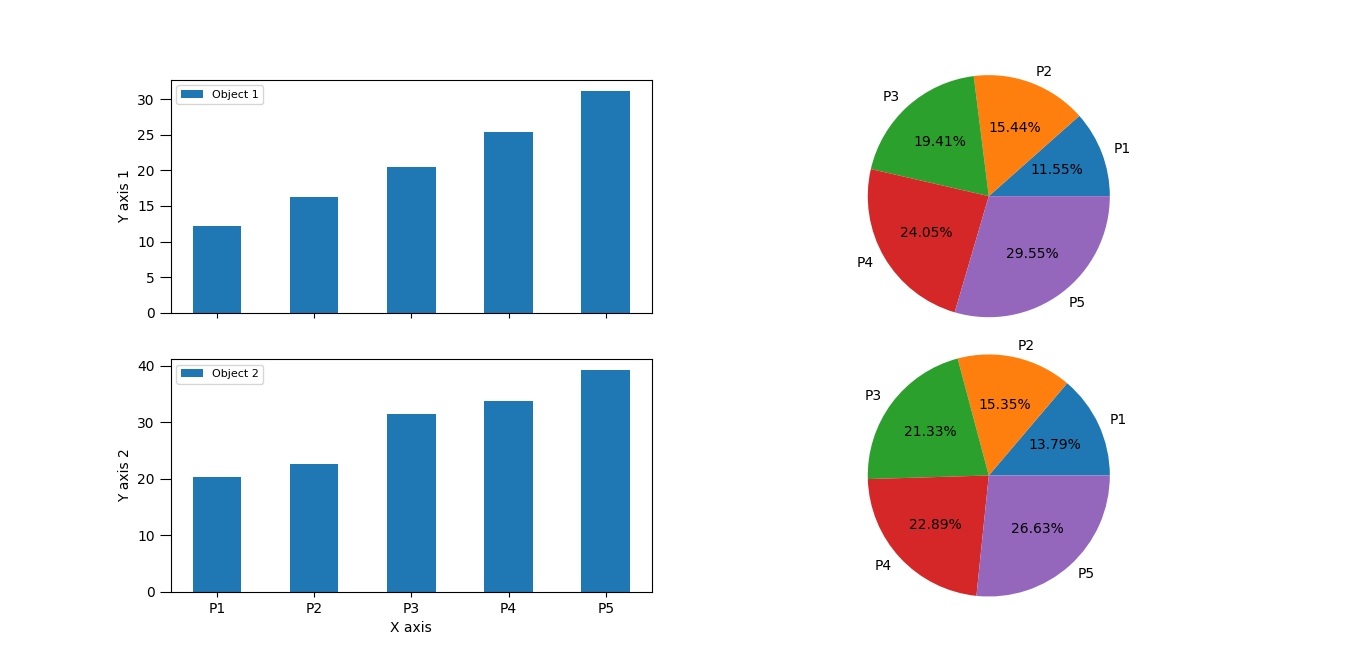 Object 1
30
25
20
15
10
5
0
Y axis 1
P1
11.55%
P2
15.44%
P3
19.41%
P4
24.05%
P5
29.55%
Object 2
40
30
20
10
0
Y axis 2
P1 P2 P3 P4 P5
X axis
P1
13.79%
P2
15.35%
P3
21.33%
P4
22.89%
P5
26.63%